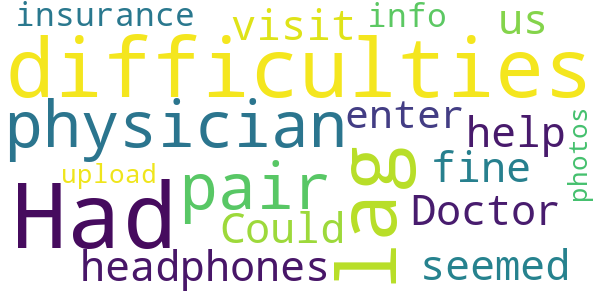 insurance visit info us
difficulties
physician enter help photos
upload pair lag fine
Had Could Doctor
headphones seemed